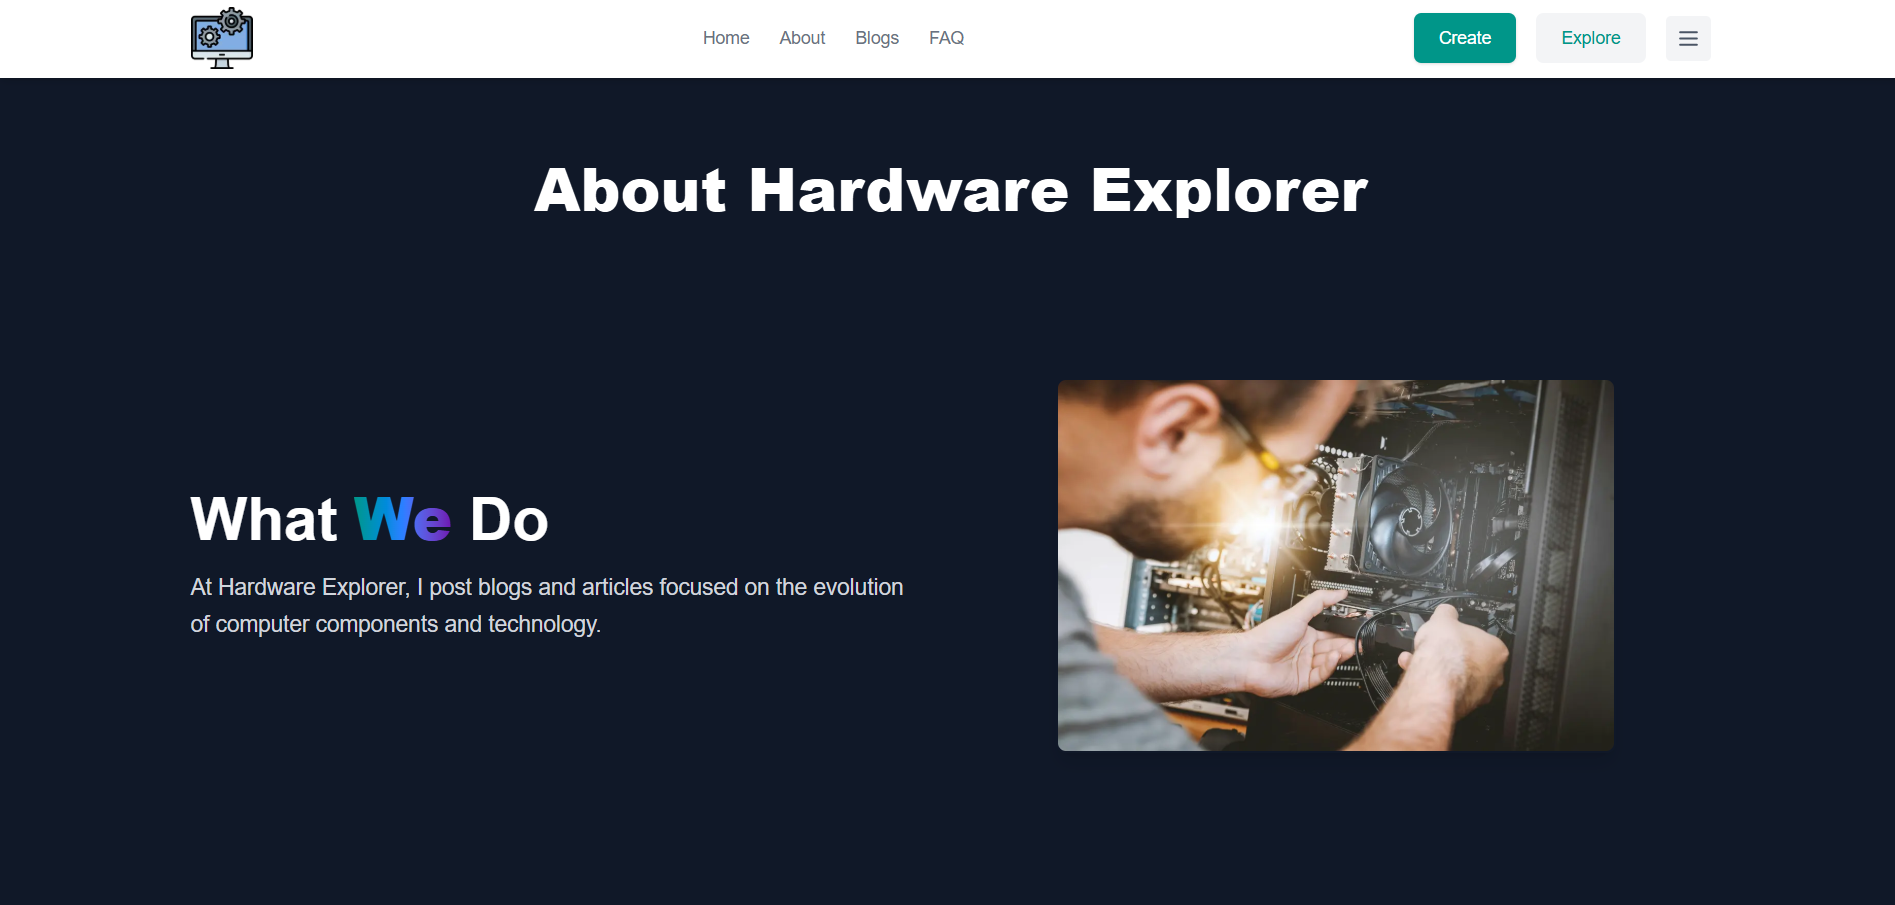 Home About Blogs FAQ Create Explore
About Hardware Explorer
What We Do
At Hardware Explorer, I post blogs and articles focused on the evolution
of computer components and technology.